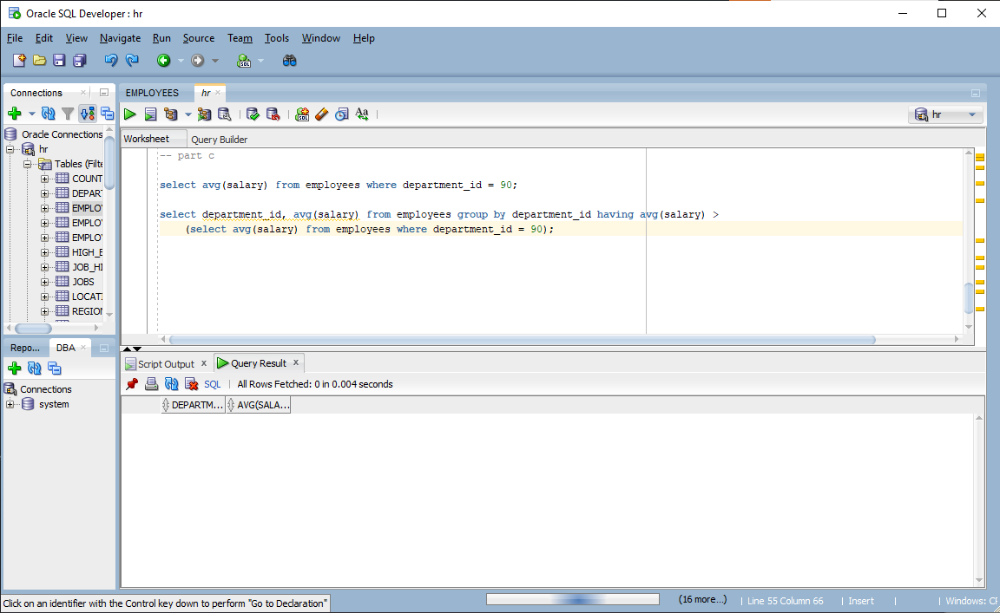 Oracle SQL Developer : hr
File Edit View Navigate Run Source Team Tools Window Help
Connections
EMPLOYEES hr
hr
Worksheet Query Builder
Oracle Connections
hr
Tables (Filte
COUNT
DEPAR
EMPLO
EMPLO
EMPLO
HIGH_E
JOB_HI
JOBS
LOCAT
REGION
-- part c
select avg(salary) from employees where department_id = 90;
select department_id, avg(salary) from employees group by department_id having avg(salary) >
(select avg(salary) from employees where department_id = 90);
Repo... DBA
Connections
system
Script Output Query Result
SQL All Rows Fetched: 0 in 0.004 seconds
DEPARTM... AVG(SALA...
Click on an identifier with the Control key down to perform "Go to Declaration"
(16 more...) Line 55 Column 66 Insert Windows: C